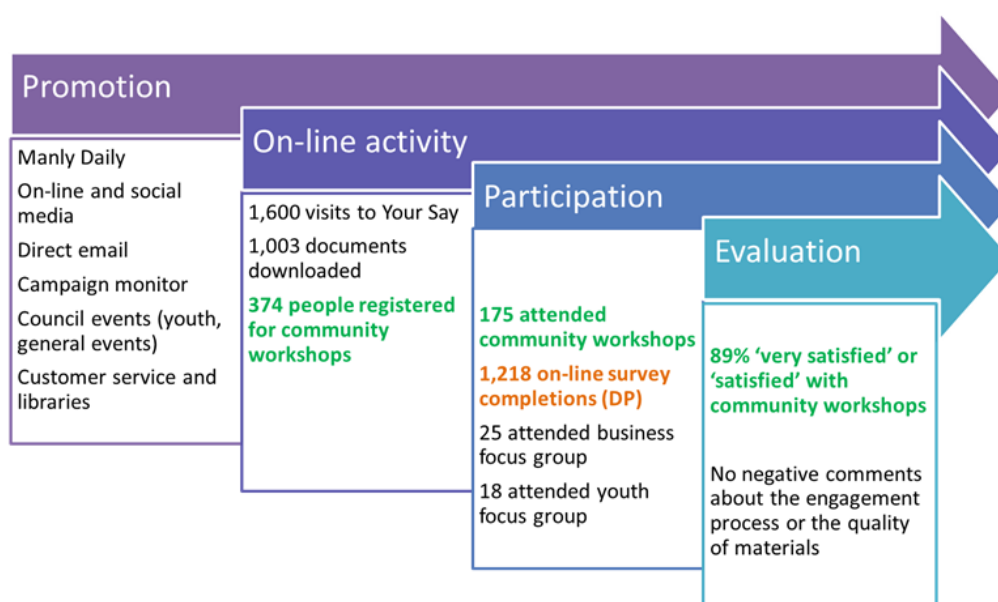 Promotion
Manly Daily
On-line and social
media
Direct email
Campaign monitor
Council events (youth,
general events)
Customer service and
libraries
On-line activity
1,600 visits to Your Say
1,003 documents
downloaded
374 people registered
for community
workshops
Participation
175 attended
community workshops
1,218 on-line survey
completions (DP)
25 attended business
focus group
18 attended youth
focus group
Evaluation
89% ‘very satisfied’ or
‘satisfied’ with
community workshops
No negative comments
about the engagement
process or the quality
of materials